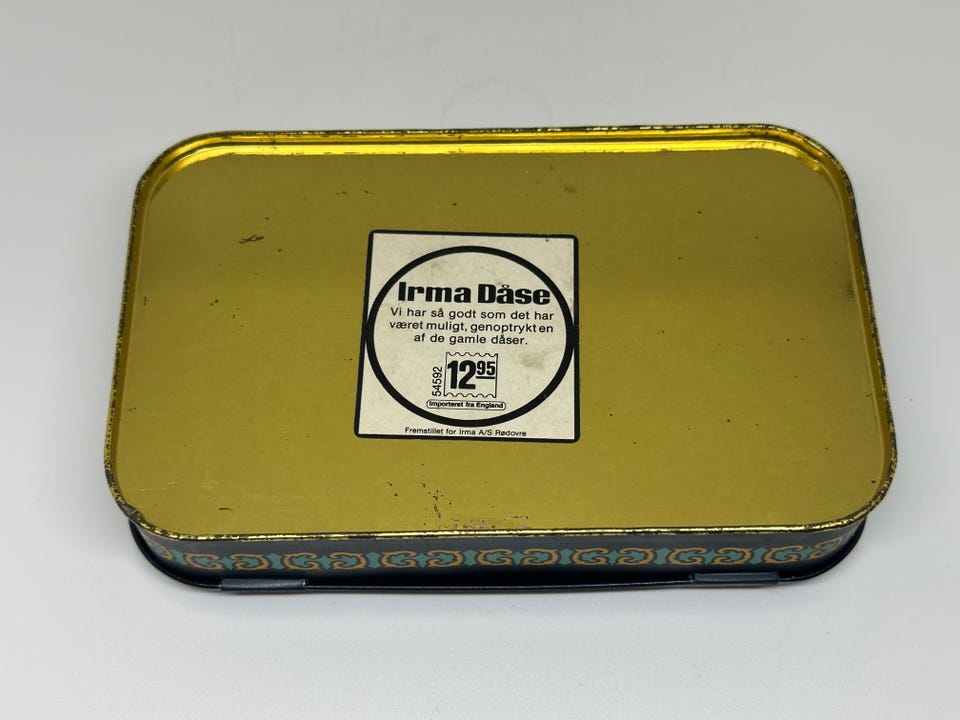 Irma Dåse
Vi har så godt som det har
været muligt, genoptrykt en
af de gamle dåser.
54592
12 95
Importeret fra England
Fremstillet for Irma A/S Rødovre